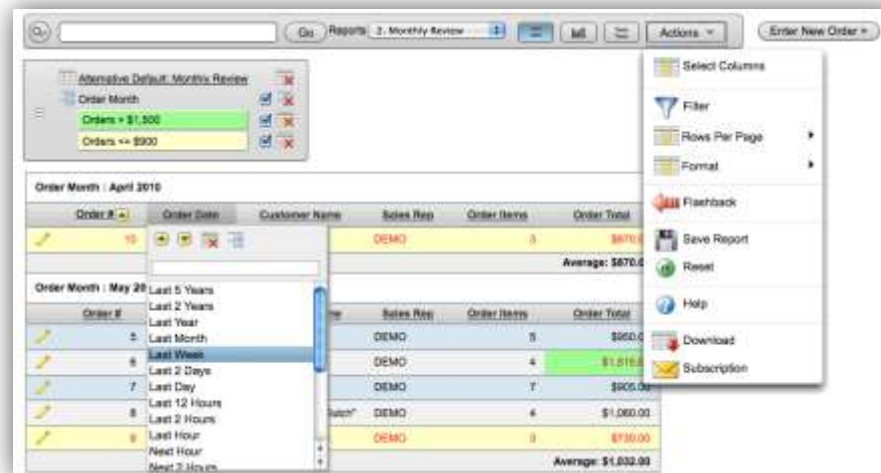 Go Reports 2. Monthly Review Actions Enter New Order >
Select Columns
Filter
Rows Per Page
Format
Flashback
Save Report
Reset
Help
Download
Subscription
Alternative Default: Monthly Review
Order Month
Orders > $1,500
Orders <= $900
Order Month : April 2010
Order # Order Date Customer Name Sales Rep Order Items Order Total
10 DEMO 3 $870.
Average: $870.
Order Month : May 20
Order # Sales Rep Order Items Order Total
5 DEMO 5 $950.
6 DEMO 4
7 DEMO 7 $905.00
8 DEMO 4 $1,060.00
9 DEMO 3 $730.00
Average: $1,032.00
Last 5 Years
Last 2 Years
Last Year
Last Month
Last Week
Last 2 Days
Last Day
Last 12 Hours
Last 2 Hours
Last Hour
Next Hour
Next 2 Hours